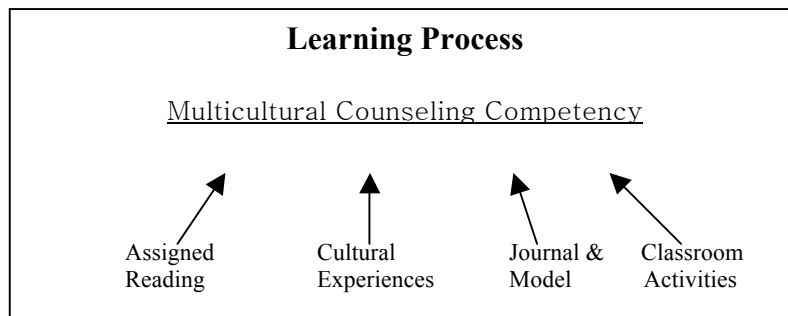 Learning Process
Multicultural Counseling Competency
Assigned Reading
Cultural Experiences
Journal & Model
Classroom Activities